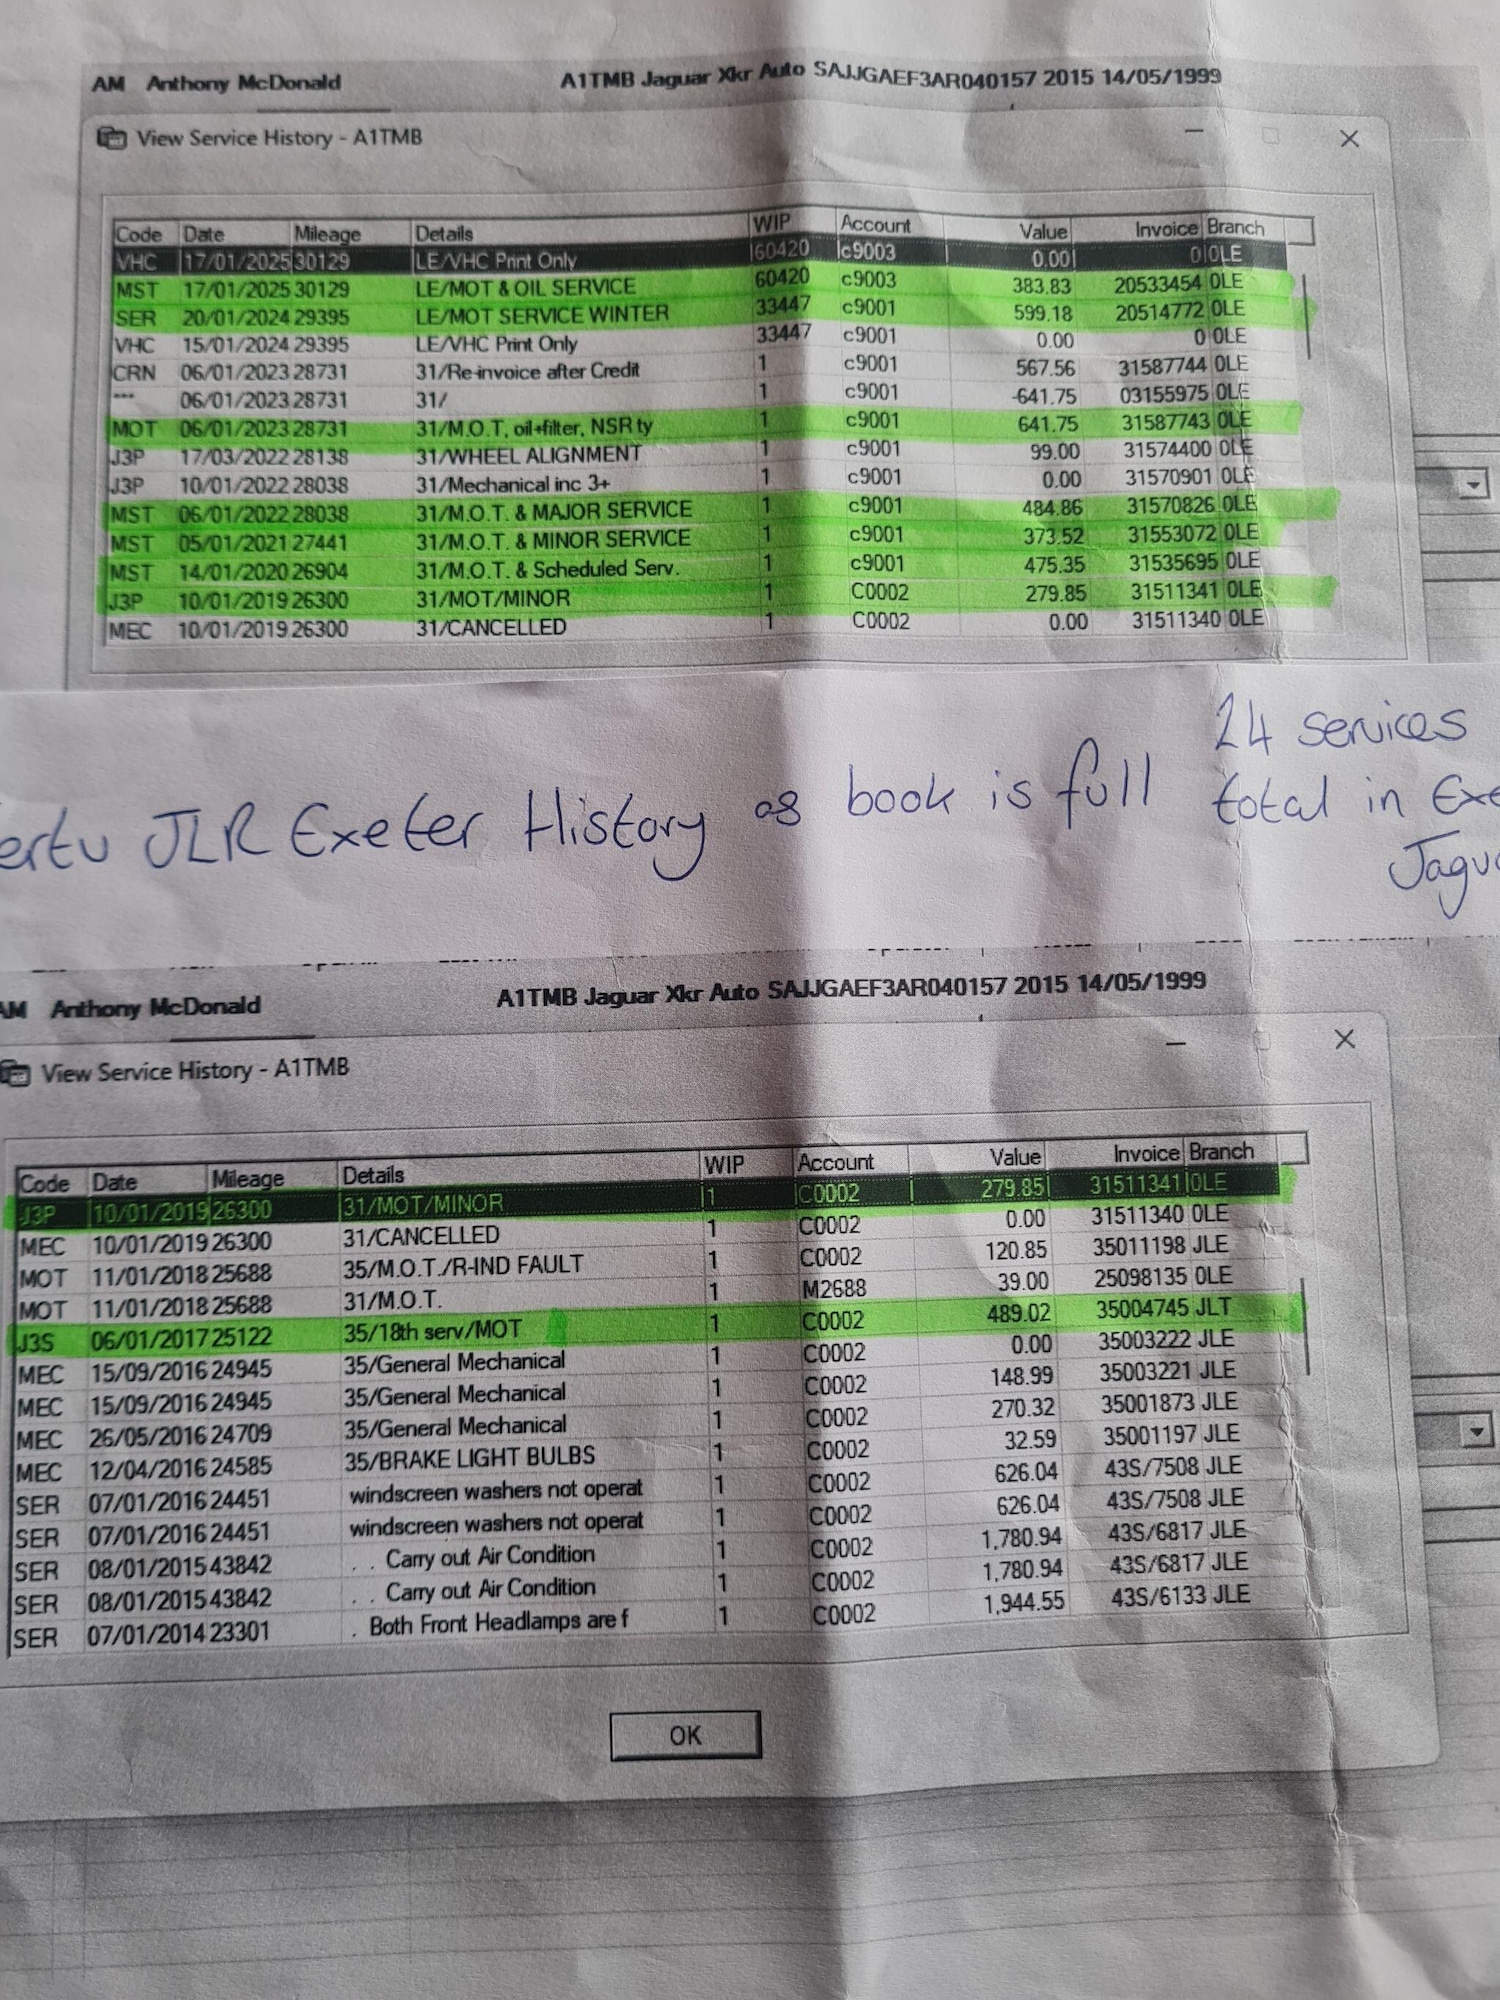 AM Anthony McDonald A1TMB Jaguar Xkr Auto SAJJGAEF3AR040157 2015 14/05/1999
View Service History - A1TMB
Code Date Mileage Details WIP Account Value Invoice Branch
VHC 17/01/2025 30129 LE/VHC Print Only 60420 c9003 0.00 0 0LE
MST 17/01/2025 30129 LE/MOT & OIL SERVICE 60420 c9003 383.83 20533454 0LE
SER 20/01/2024 29395 LE/MOT SERVICE WINTER 33447 c9001 599.18 20514772 0LE
VHC 15/01/2024 29395 LE/VHC Print Only 33447 c9001 0.00 0 0LE
CRN 06/01/2023 28731 31/Re-invoice after Credit 1 c9001 567.56 31587744 0LE
*** 06/01/2023 28731 31/ 1 c9001 -641.75 03155975 0LE
MOT 06/01/2023 28731 31/M.O.T, oil+filter, NSR ty 1 c9001 641.75 31587743 0LE
J3P 17/03/2022 28138 31/WHEEL ALIGNMENT 1 c9001 99.00 31574400 0LE
J3P 10/01/2022 28038 31/Mechanical inc 3+ 1 c9001 0.00 31570901 0LE
MST 06/01/2022 28038 31/M.O.T. & MAJOR SERVICE 1 c9001 484.86 31570826 0LE
MST 05/01/2021 27441 31/M.O.T. & MINOR SERVICE 1 c9001 373.52 31553072 0LE
MST 14/01/2020 26904 31/M.O.T. & Scheduled Serv. 1 c9001 475.35 31535695 0LE
J3P 10/01/2019 26300 31/MOT/MINOR 1 C0002 279.85 31511341 0LE
MEC 10/01/2019 26300 31/CANCELLED 1 C0002 0.00 31511340 0LE
ertu JLR Exeter History as book is full
24 services
total in Exe
Jagu
AM Anthony McDonald A1TMB Jaguar Xkr Auto SAJJGAEF3AR040157 2015 14/05/1999
View Service History - A1TMB
Code Date Mileage Details WIP Account Value Invoice Branch
J3P 10/01/2019 26300 31/MOT/MINOR 1 C0002 279.85 31511341 0LE
MEC 10/01/2019 26300 31/CANCELLED 1 C0002 0.00 31511340 0LE
MOT 11/01/2018 25688 35/M.O.T./R-IND FAULT 1 C0002 120.85 35011198 JLE
MOT 11/01/2018 25688 31/M.O.T. 1 M2688 39.00 25098135 0LE
J3S 06/01/2017 25122 35/18th serv/MOT 1 C0002 489.02 35004745 JLT
MEC 15/09/2016 24945 35/General Mechanical 1 C0002 0.00 35003222 JLE
MEC 15/09/2016 24945 35/General Mechanical 1 C0002 148.99 35003221 JLE
MEC 26/05/2016 24709 35/General Mechanical 1 C0002 270.32 35001873 JLE
MEC 12/04/2016 24585 35/BRAKE LIGHT BULBS 1 C0002 32.59 35001197 JLE
SER 07/01/2016 24451 windscreen washers not operat 1 C0002 626.04 43S/7508 JLE
SER 07/01/2016 24451 windscreen washers not operat 1 C0002 626.04 43S/7508 JLE
SER 08/01/2015 43842 . . Carry out Air Condition 1 C0002 1,780.94 43S/6817 JLE
SER 08/01/2015 43842 . . Carry out Air Condition 1 C0002 1,780.94 43S/6817 JLE
SER 07/01/2014 23301 . Both Front Headlamps are f 1 C0002 1,944.55 43S/6133 JLE
OK